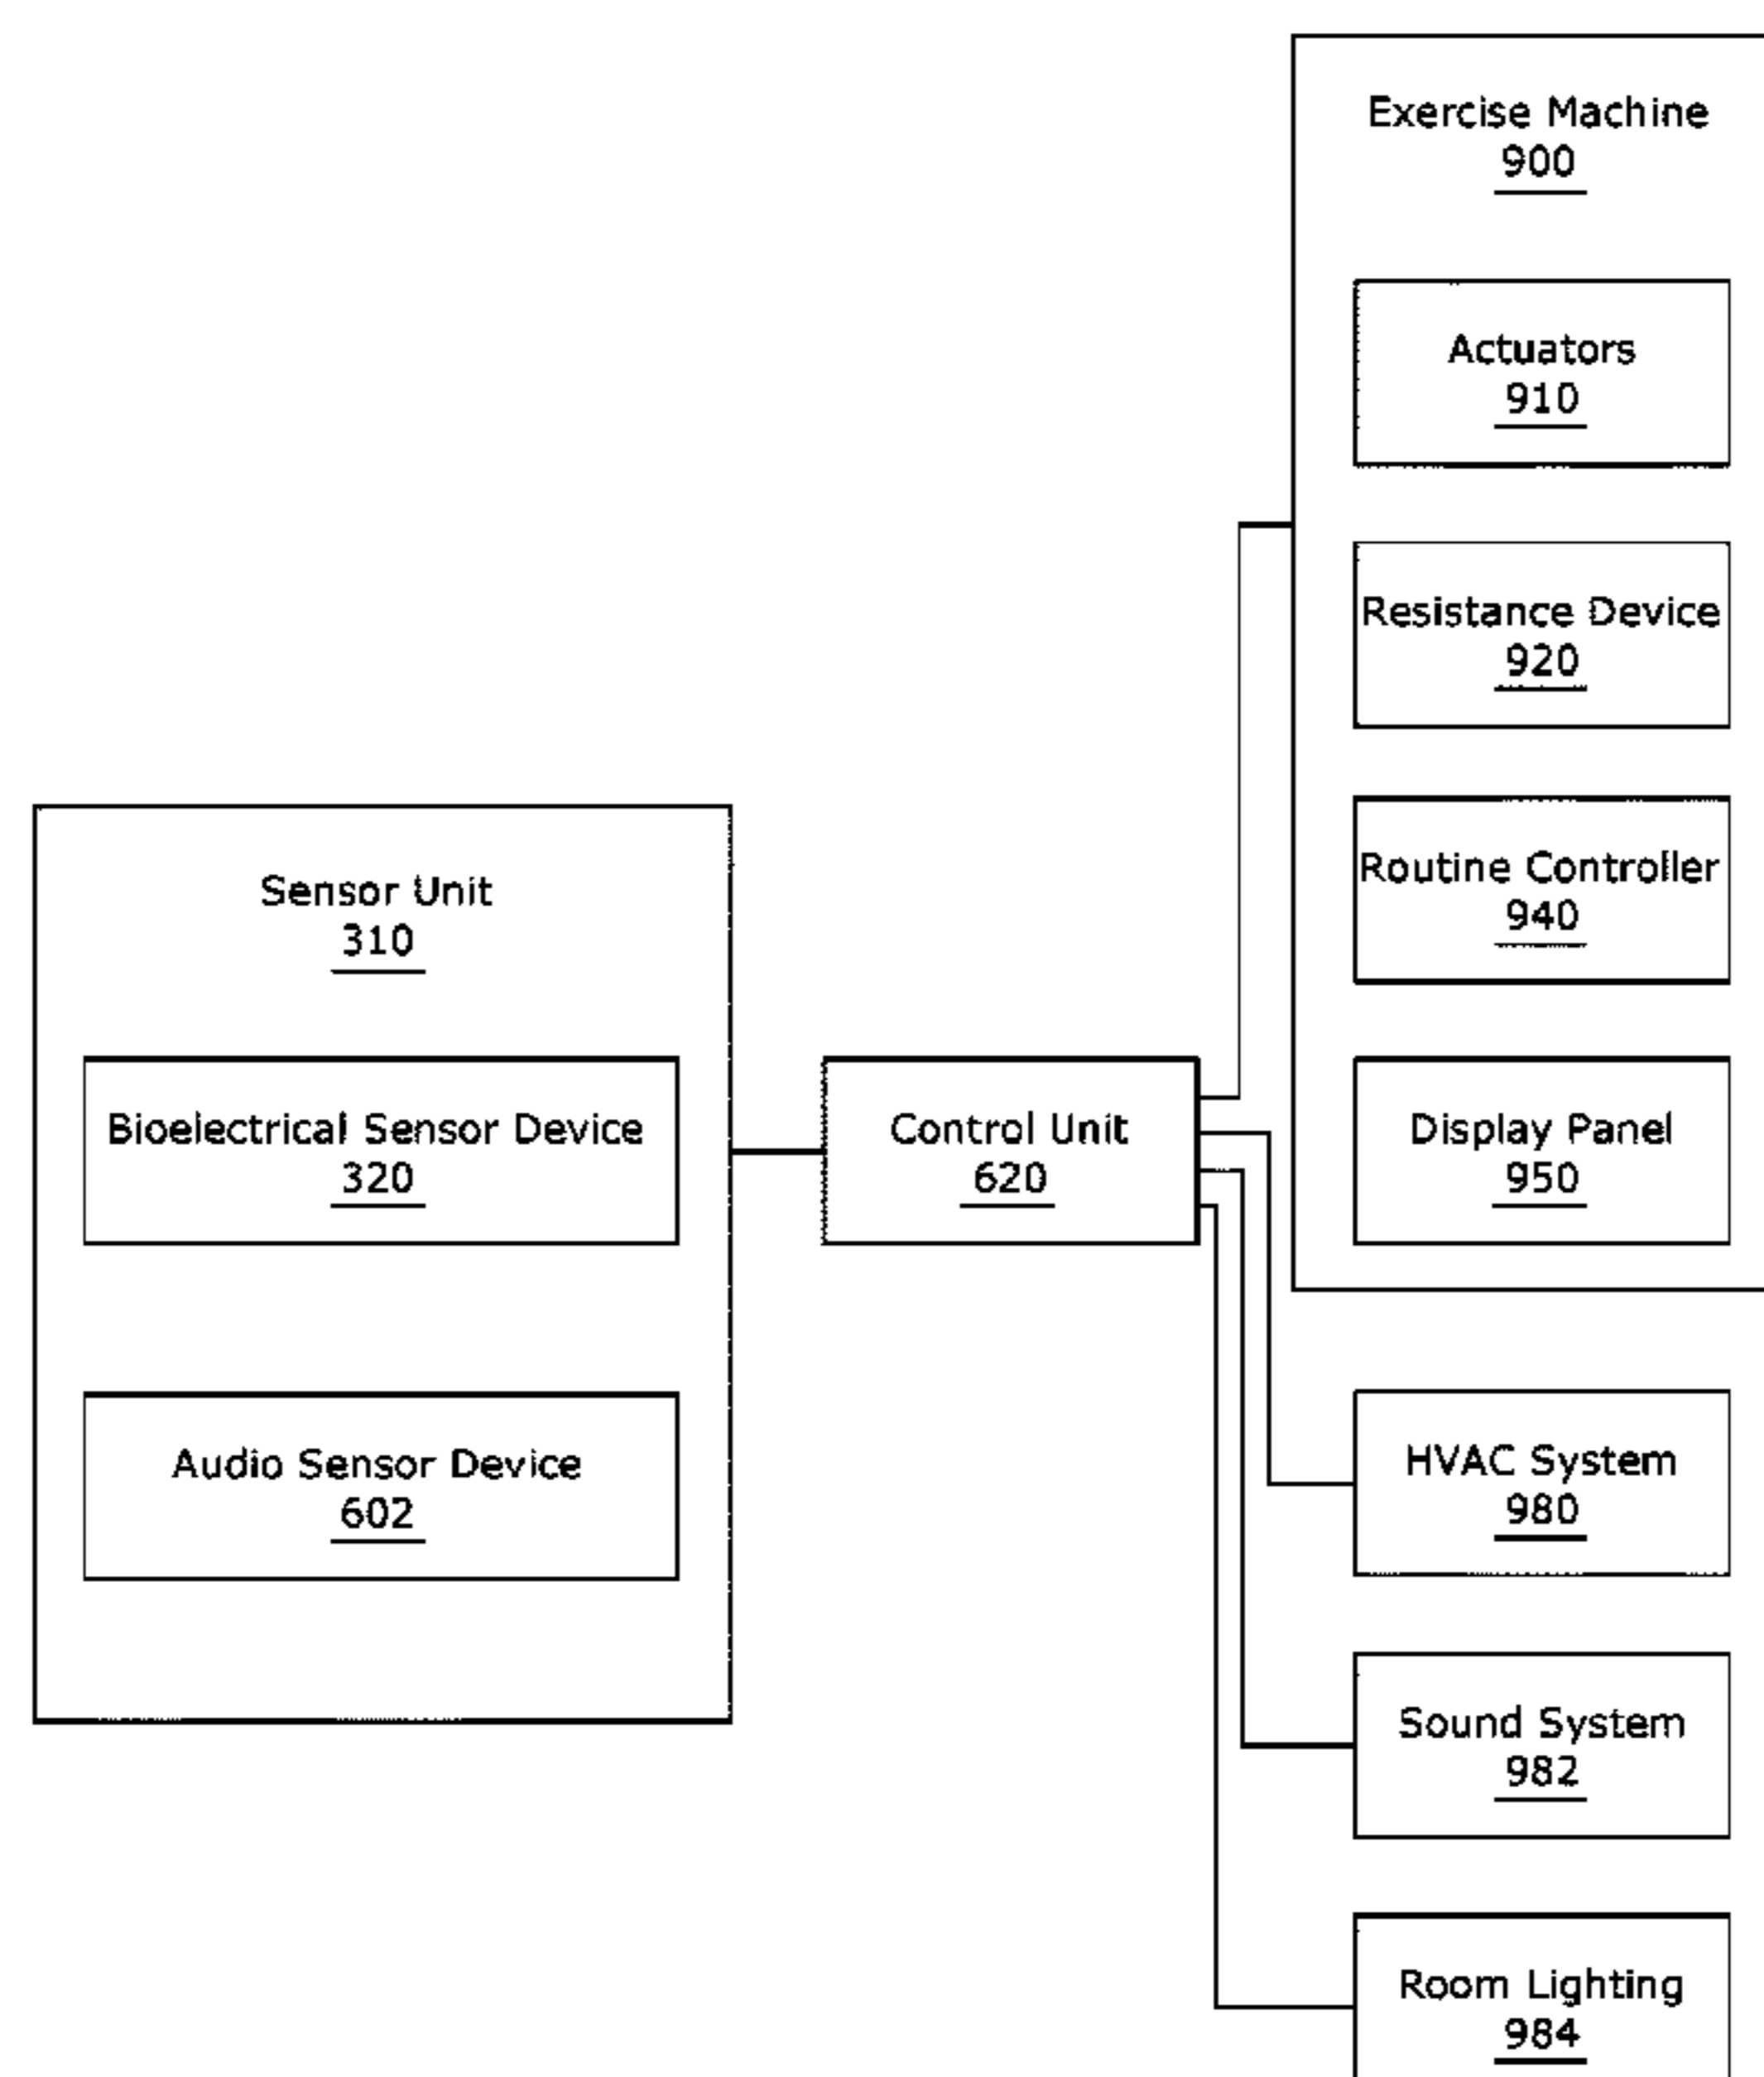 Exercise Machine
900
Actuators
910
Resistance Device
920
Routine Controller
940
Sensor Unit
310
Bioelectrical Sensor Device
320
Control Unit
620
Display Panel
950
Audio Sensor Device
602
HVAC System
980
Sound System
982
Room Lighting
984